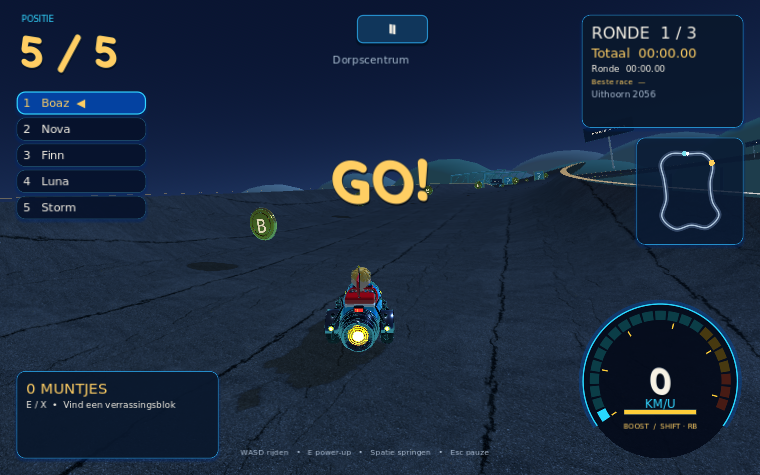 POSITIE
5 / 5
1 Boaz ◀
2 Nova
3 Finn
4 Luna
5 Storm
Dorpscentrum
RONDE 1 / 3
Totaal 00:00.00
Ronde 00:00.00
Beste race —
Uithoorn 2056
GO!
B
0
KM/U
BOOST / SHIFT · RB
0 MUNTJES
E / X • Vind een verrassingsblok
WASD rijden • E power-up • Spatie springen • Esc pauze